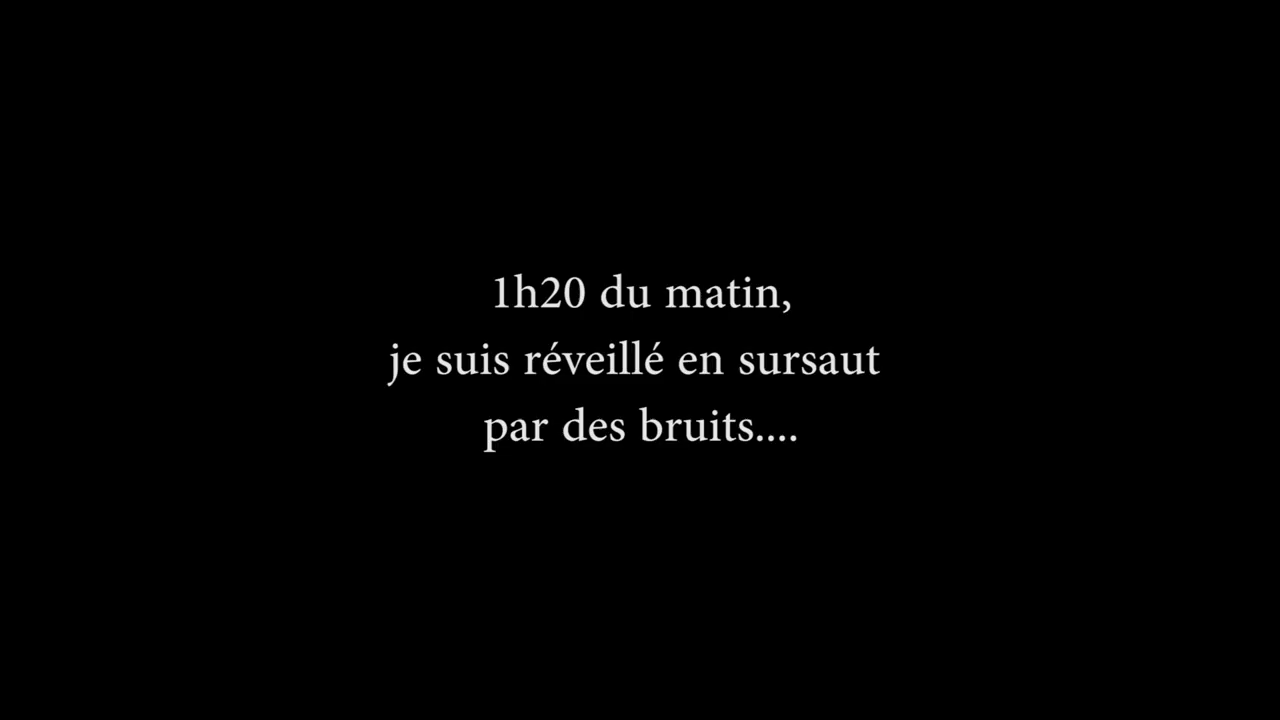 1h20 du matin,
je suis réveillé en sursaut
par des bruits....